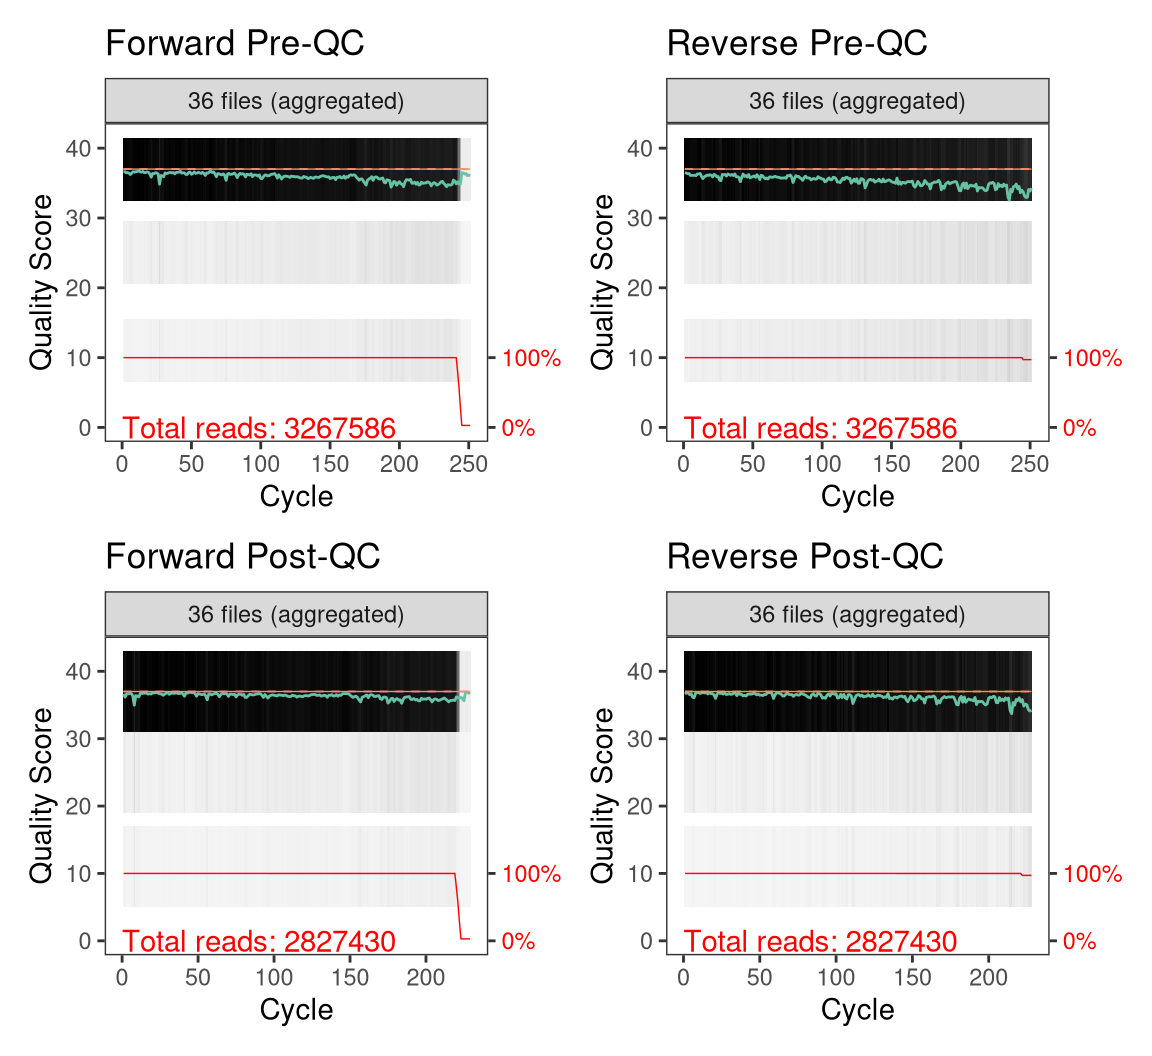 Forward Pre-QC
36 files (aggregated)
Quality Score
40
30
20
10
0
100%
0%
Total reads: 3267586
0 50 100 150 200 250
Cycle
Reverse Pre-QC
36 files (aggregated)
Quality Score
40
30
20
10
0
100%
0%
Total reads: 3267586
0 50 100 150 200 250
Cycle
Forward Post-QC
36 files (aggregated)
Quality Score
40
30
20
10
0
100%
0%
Total reads: 2827430
0 50 100 150 200
Cycle
Reverse Post-QC
36 files (aggregated)
Quality Score
40
30
20
10
0
100%
0%
Total reads: 2827430
0 50 100 150 200
Cycle